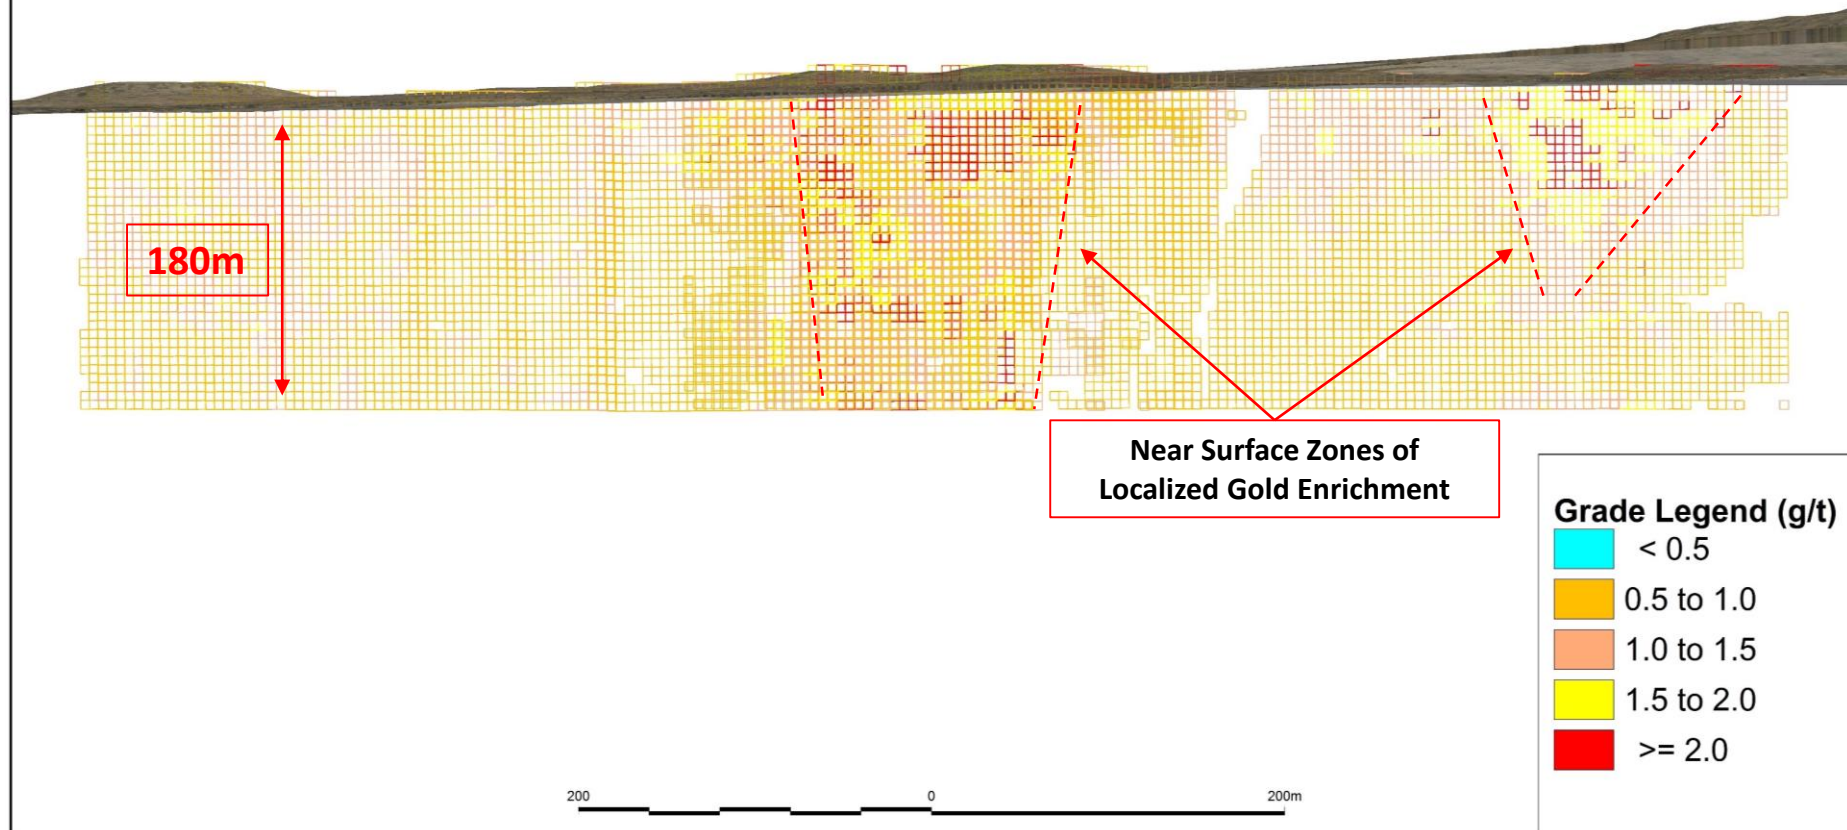 180m
Near Surface Zones of
Localized Gold Enrichment
Grade Legend (g/t)
< 0.5
0.5 to 1.0
1.0 to 1.5
1.5 to 2.0
>= 2.0
200 0 200m